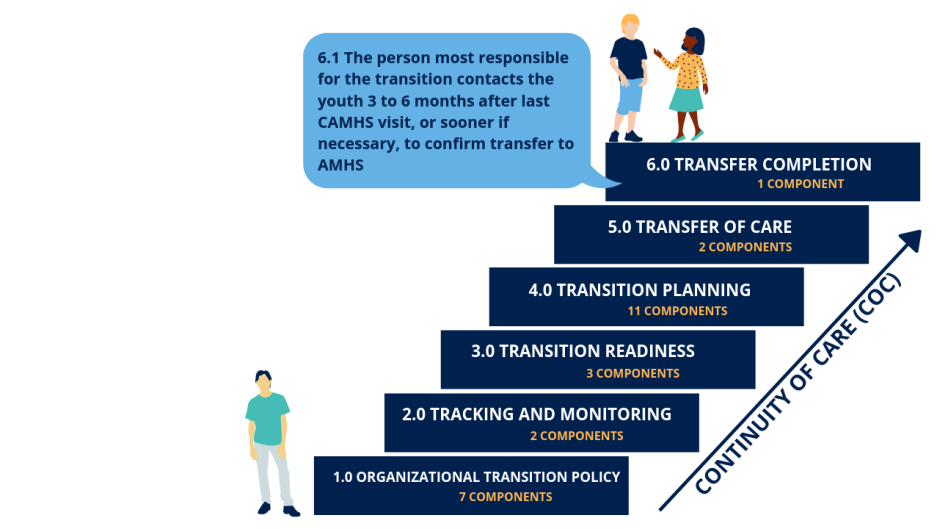 6.1 The person most responsible
for the transition contacts the
youth 3 to 6 months after last
CAMHS visit, or sooner if
necessary, to confirm transfer to
AMHS
6.0 TRANSFER COMPLETION
1 COMPONENT
5.0 TRANSFER OF CARE
2 COMPONENTS
4.0 TRANSITION PLANNING
11 COMPONENTS
3.0 TRANSITION READINESS
3 COMPONENTS
2.0 TRACKING AND MONITORING
2 COMPONENTS
1.0 ORGANIZATIONAL TRANSITION POLICY
7 COMPONENTS
CONTINUITY OF CARE (COC)